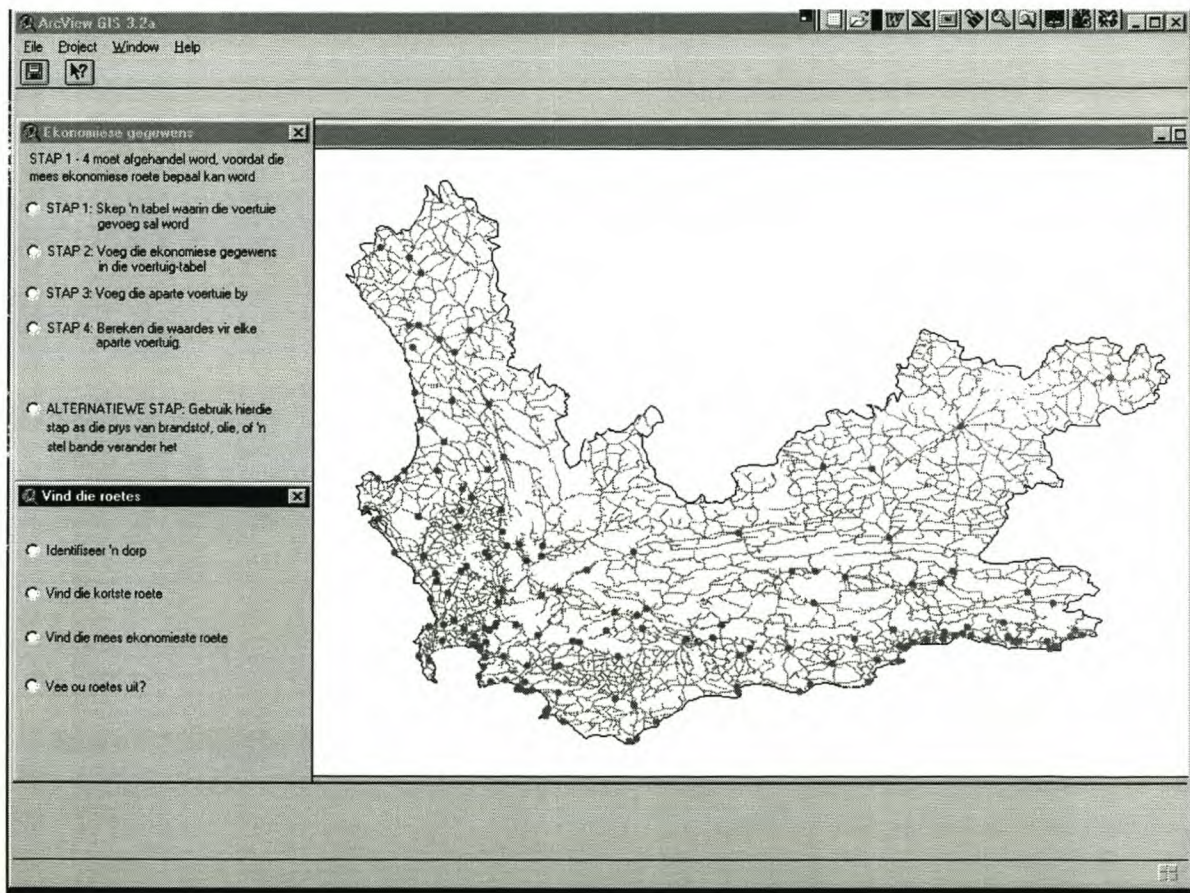 ArcView GIS 3.2a
File Project Window Help
Ekonomiese gegewens
STAP 1 - 4 moet afgehandel word, voordat die
mees ekonomiese roete bepaal kan word
STAP 1: Skep 'n tabel waarin die voertuie
gevoeg sal word
STAP 2: Voeg die ekonomiese gegewens
in die voertuig-tabel
STAP 3: Voeg die aparte voertuie by
STAP 4: Bereken die waardes vir elke
aparte voertuig.
ALTERNATIEWE STAP: Gebruik hierdie
stap as die prys van brandstof, olie, of 'n
stel bande verander het
Vind die roetes
Identifiseer 'n dorp
Vind die kortste roete
Vind die mees ekonomieste roete
Vee ou roetes uit?